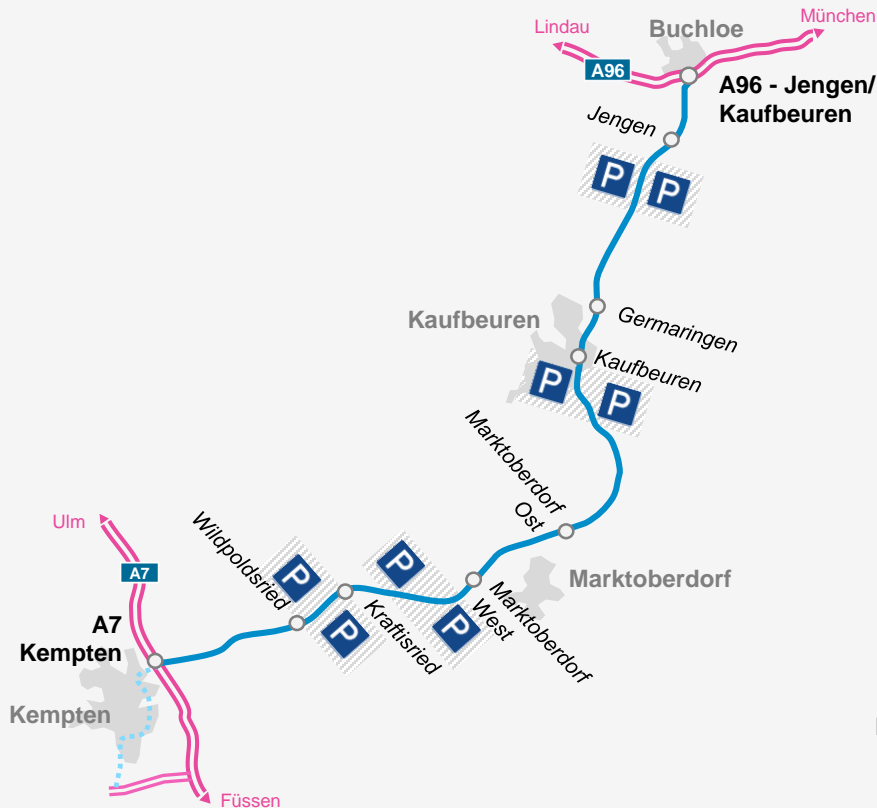 München
Lindau
Buchloe
A96
A96 - Jengen/
Kaufbeuren
Jengen
P
P
Germaringen
Kaufbeuren
Kaufbeuren
P
P
Marktoberdorf
Ost
Ulm
Wildpoldsried
P
P
A7
Marktoberdorf
A7
Kempten
P
Kraftisried
P
Marktoberdorf
West
Kempten
Füssen